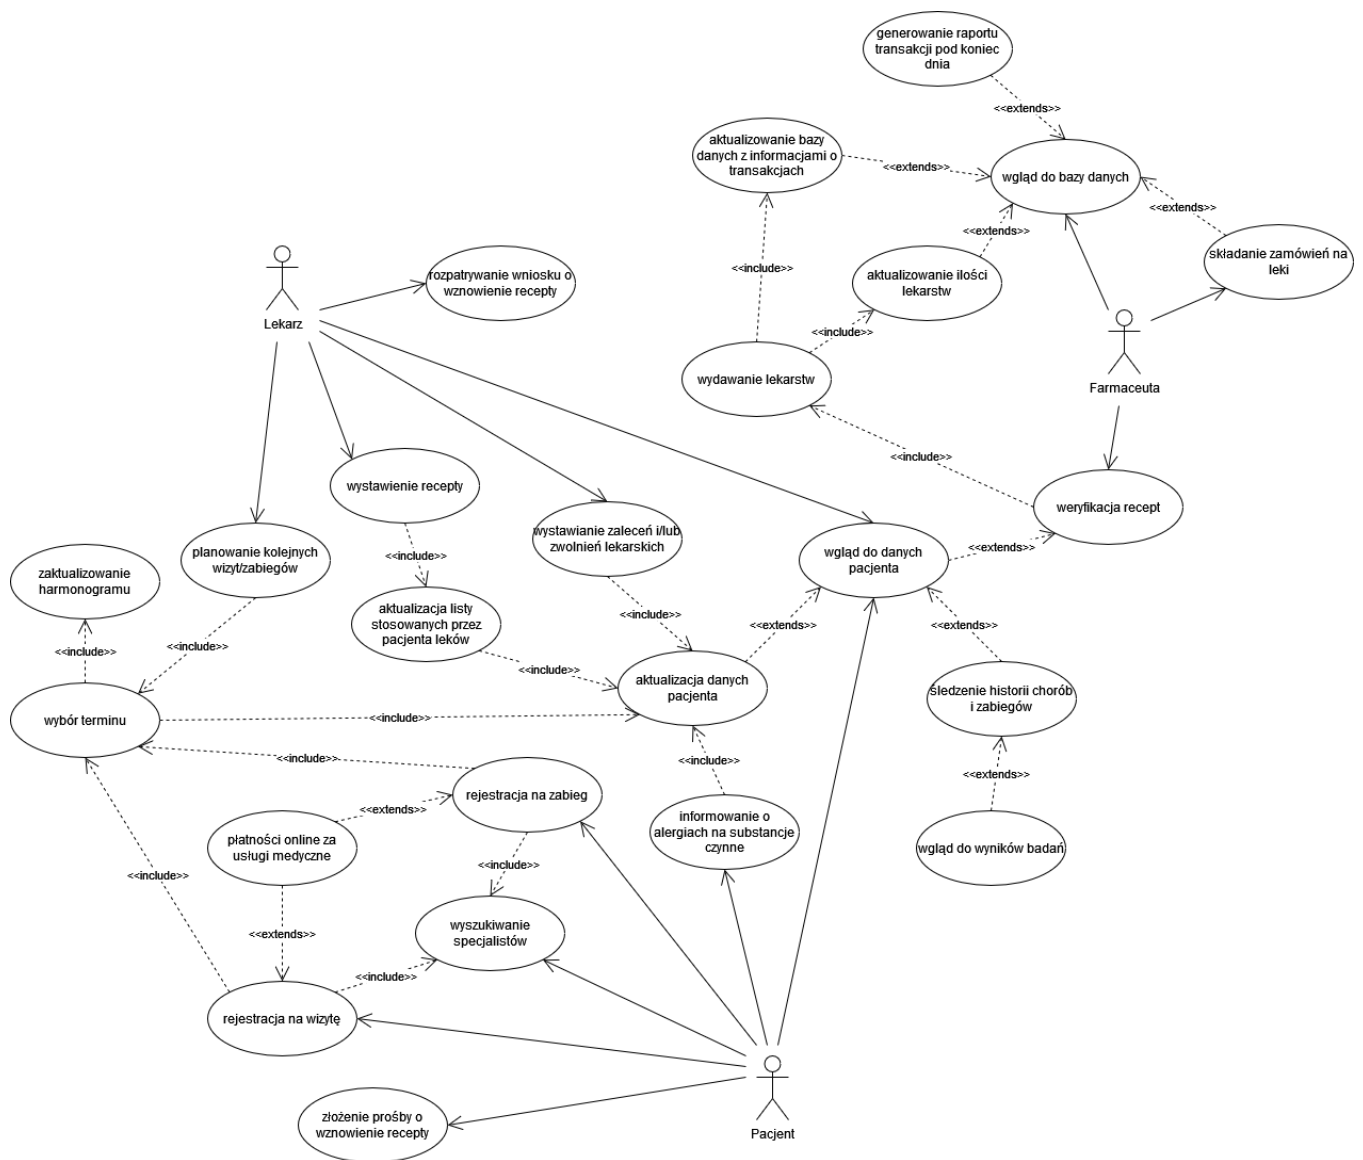 generowanie raportu
transakcji pod koniec
dnia
<<extends>>
aktualizowanie bazy
danych z informacjami o
transakcjach
<<extends>>
wgląd do bazy danych
<<extends>>
<<extends>>
składanie zamówień na
leki
<<include>>
aktualizowanie ilości
lekarstw
rozpatrywanie wniosku o
wznowienie recepty
Lekarz
<<include>>
wydawanie lekarstw
Farmaceuta
<<include>>
wystawienie recepty
weryfikacja recept
wystawianie zaleceń i/lub
zwolnień lekarskich
<<extends>>
planowanie kolejnych
wizyt/zabiegów
<<include>>
wgląd do danych
pacjenta
zaktualizowanie
harmonogramu
aktualizacja listy
stosowanych przez
pacjenta leków
<<include>>
<<extends>>
<<extends>>
<<include>>
<<include>>
<<include>>
aktualizacja danych
pacjenta
śledzenie historii chorób
i zabiegów
wybór terminu
<<include>>
<<include>>
<<include>>
<<extends>>
rejestracja na zabieg
<<extends>>
informowanie o
alergiach na substancje
czynne
płatności online za
usługi medyczne
wgląd do wyników badań
<<include>>
<<include>>
wyszukiwanie
specjalistów
<<extends>>
<<include>>
rejestracja na wizytę
złożenie prośby o
wznowienie recepty
Pacjent